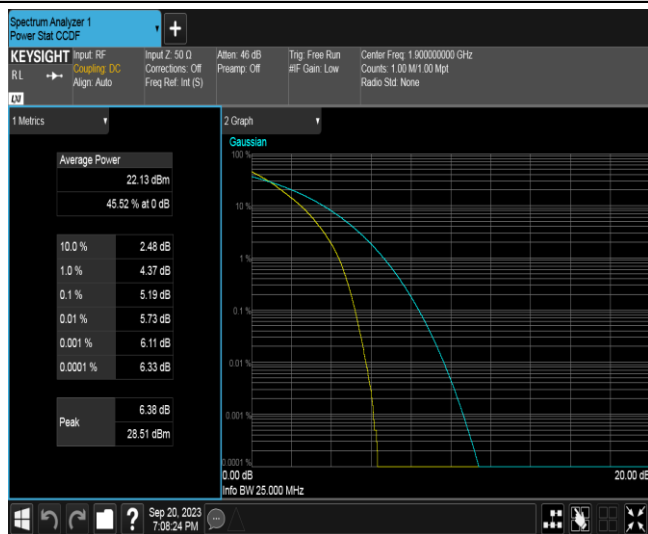 Spectrum Analyzer 1
Power Stat CCDF
+
KEYSIGHT
RL
LXI
Input: RF
Coupling: DC
Align: Auto
Input Z: 50 Ω
Corrections: Off
Freq Ref: Int (S)
Atten: 46 dB
Preamp: Off
Trig: Free Run
#IF Gain: Low
Center Freq: 1.900000000 GHz
Counts: 1.00 M/1.00 Mpt
Radio Std: None
1 Metrics
Average Power
22.13 dBm
45.52 % at 0 dB
10.0 % 2.48 dB
1.0 % 4.37 dB
0.1 % 5.19 dB
0.01 % 5.73 dB
0.001 % 6.11 dB
0.0001 % 6.33 dB
Peak
6.38 dB
28.51 dBm
2 Graph
Gaussian
100 %
10 %
1 %
0.1 %
0.01 %
0.001 %
0.0001 %
0.00 dB
20.00 dB
Info BW 25.000 MHz
?
Sep 20, 2023
7:08:24 PM